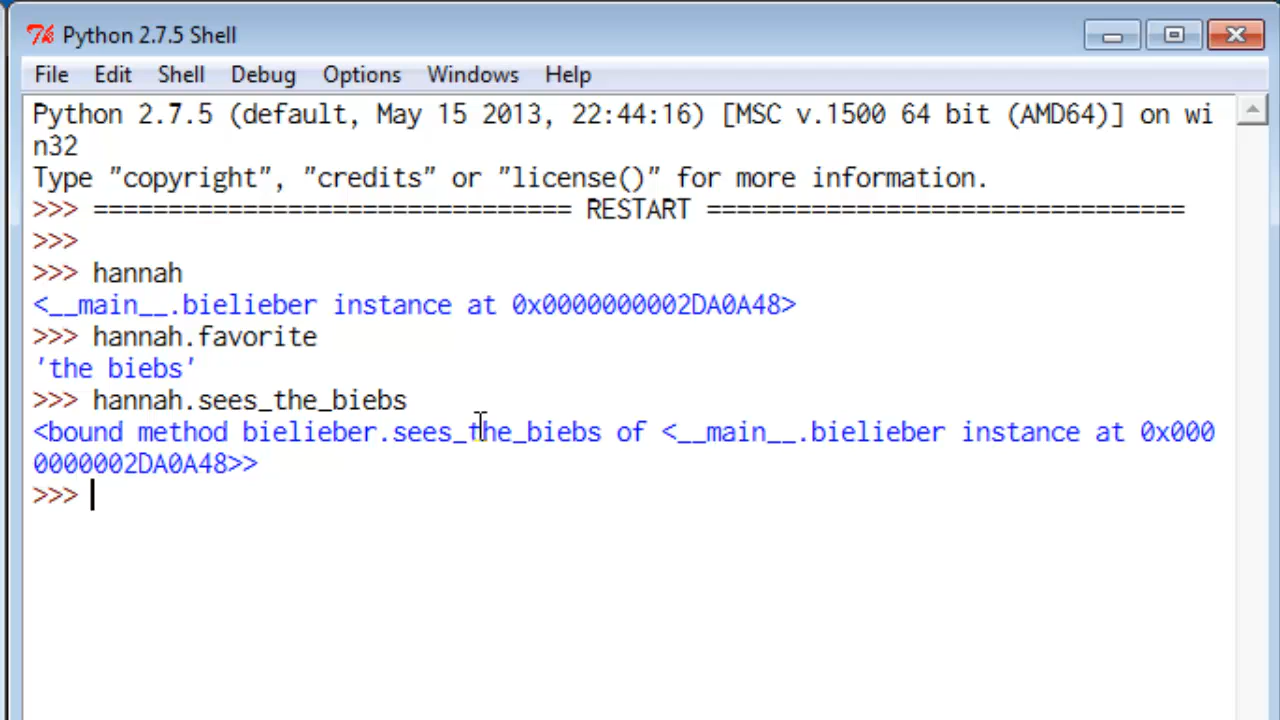 Python 2.7.5 Shell
File Edit Shell Debug Options Windows Help
Python 2.7.5 (default, May 15 2013, 22:44:16) [MSC v.1500 64 bit (AMD64)] on wi
n32
Type "copyright", "credits" or "license()" for more information.
>>> ================================ RESTART ================================
>>>
>>> hannah
<__main__.bielieber instance at 0x0000000002DA0A48>
>>> hannah.favorite
'the biebs'
>>> hannah.sees_the_biebs
<bound method bielieber.sees_the_biebs of <__main__.bielieber instance at 0x000
0000002DA0A48>>
>>>